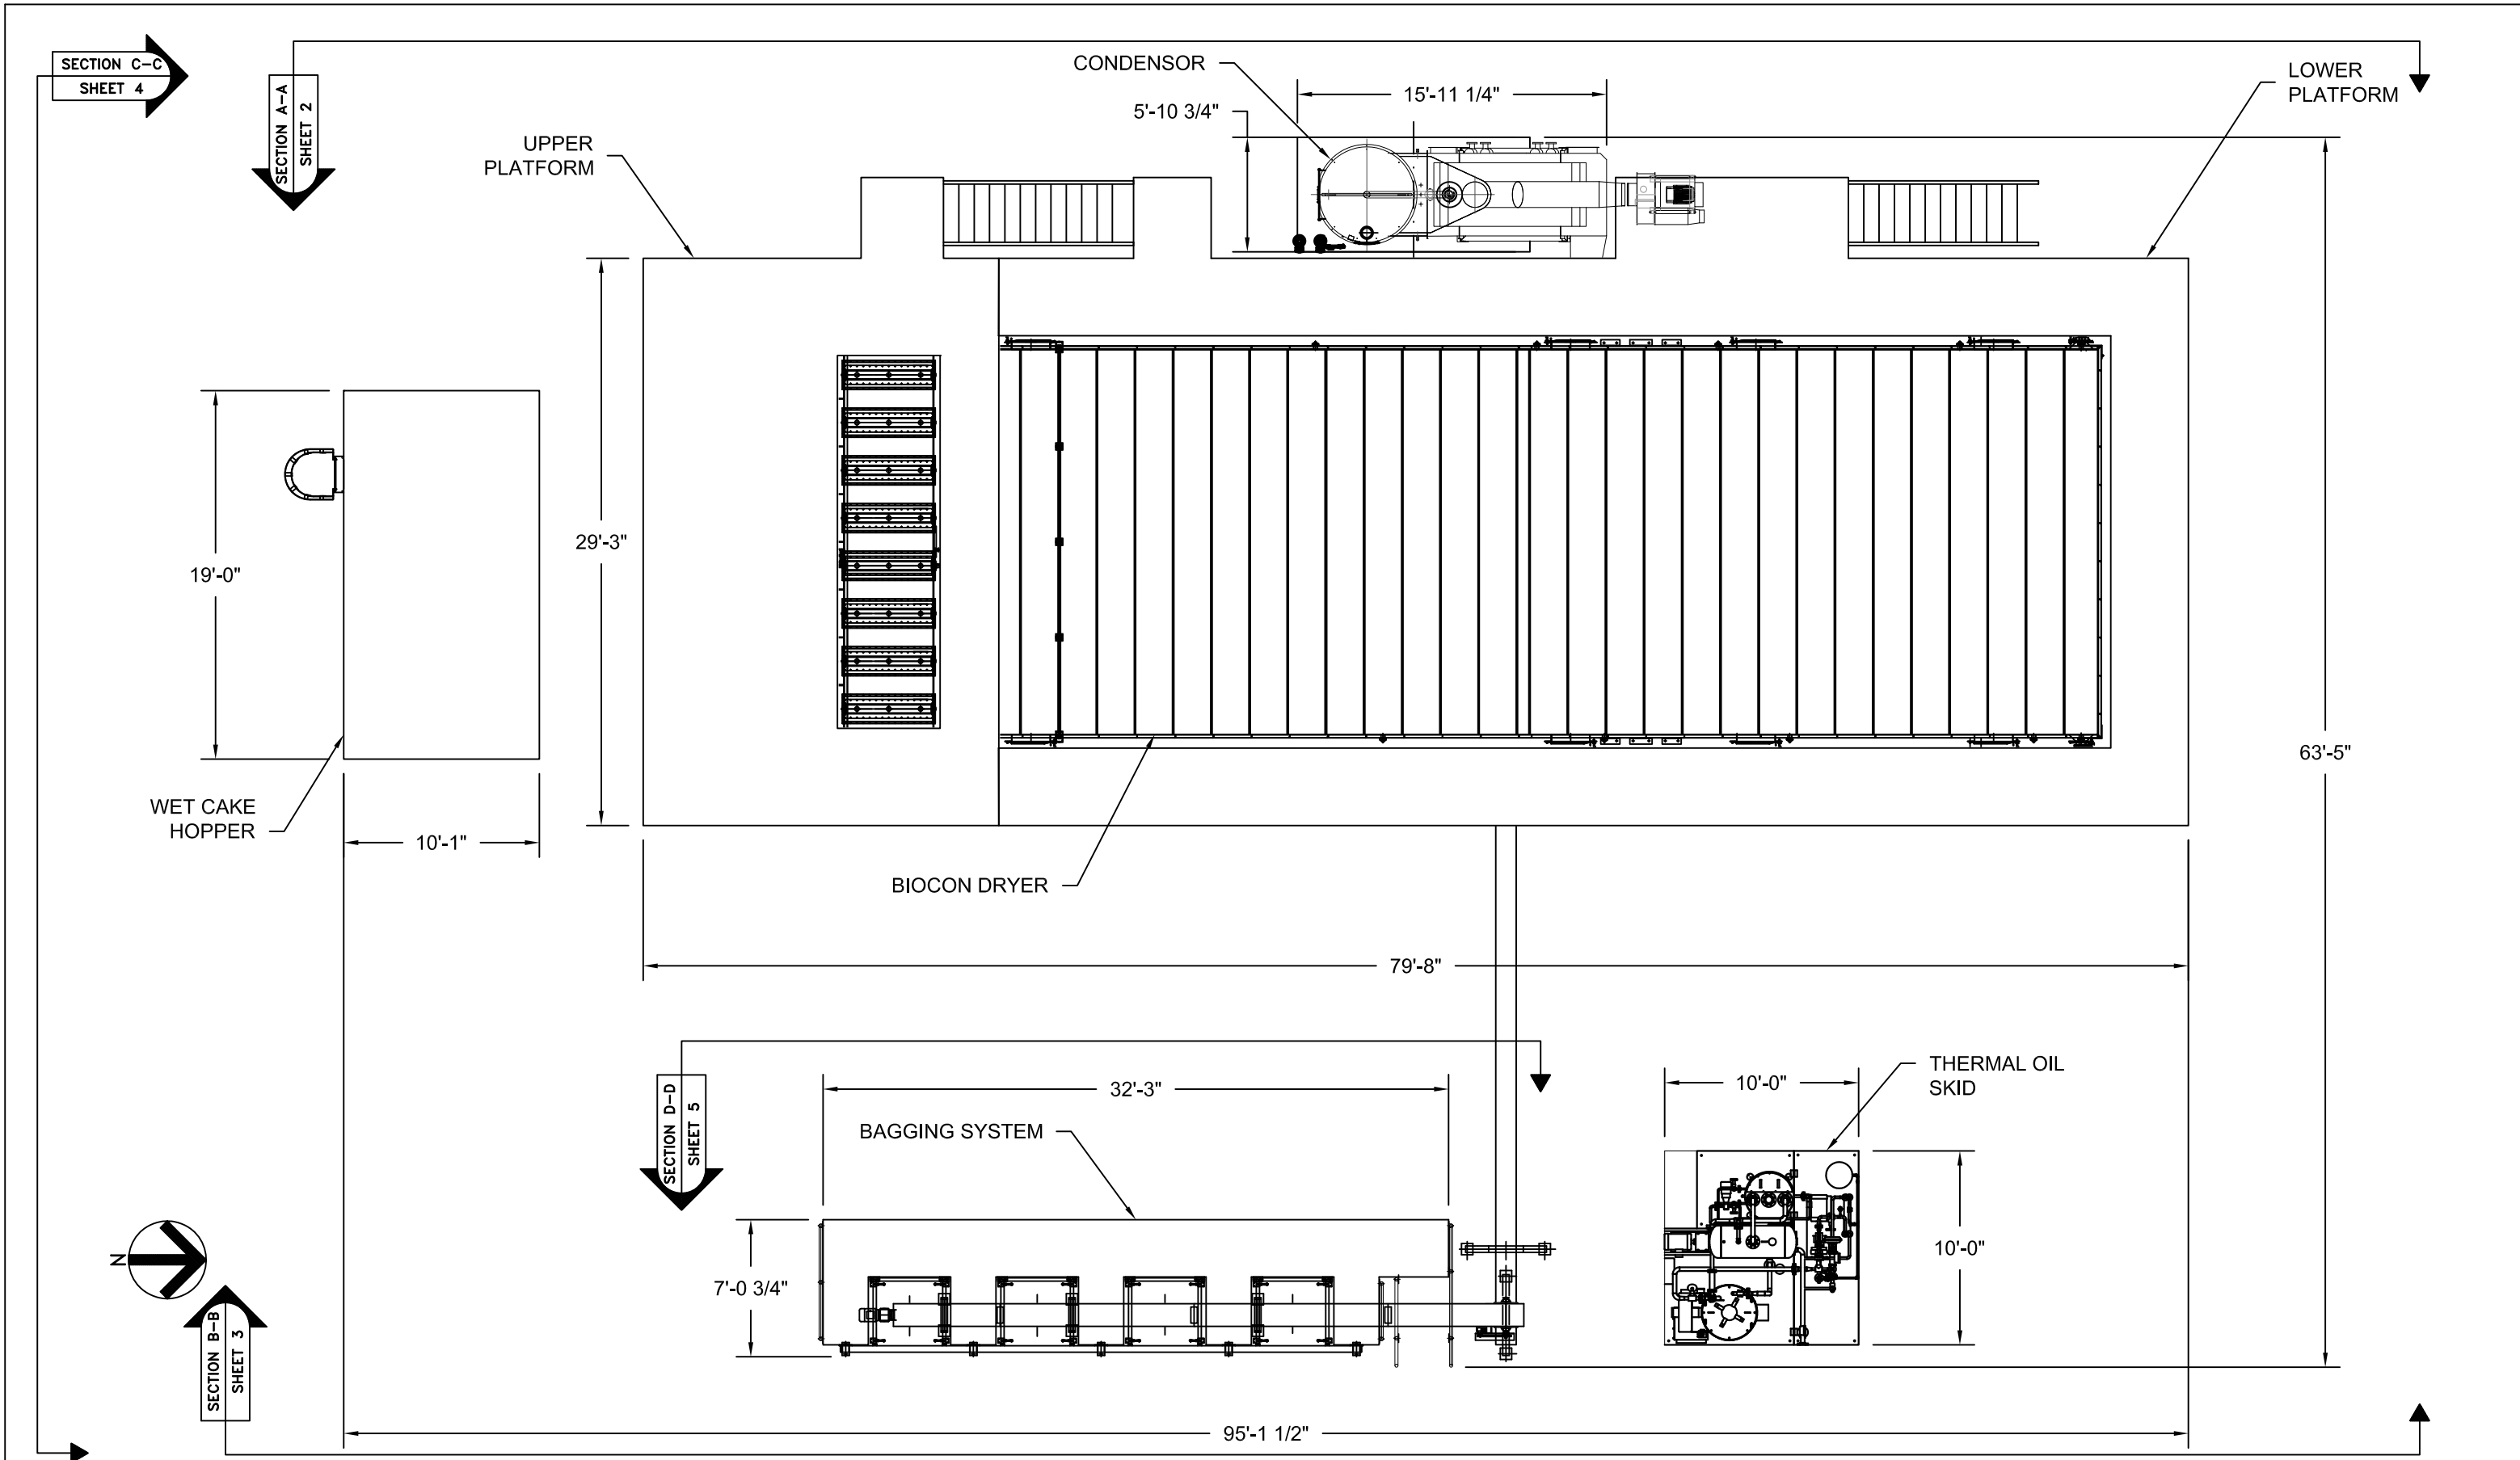 SECTION C-C
SHEET 4
SECTION A-A
SHEET 2
CONDENSOR
15'-11 1/4"
5'-10 3/4"
LOWER
PLATFORM
UPPER
PLATFORM
29'-3"
19'-0"
63'-5"
WET CAKE
HOPPER
10'-1"
BIOCON DRYER
79'-8"
SECTION D-D
SHEET 5
32'-3"
BAGGING SYSTEM
10'-0"
THERMAL OIL
SKID
10'-0"
7'-0 3/4"
N
SECTION B-B
SHEET 3
95'-1 1/2"